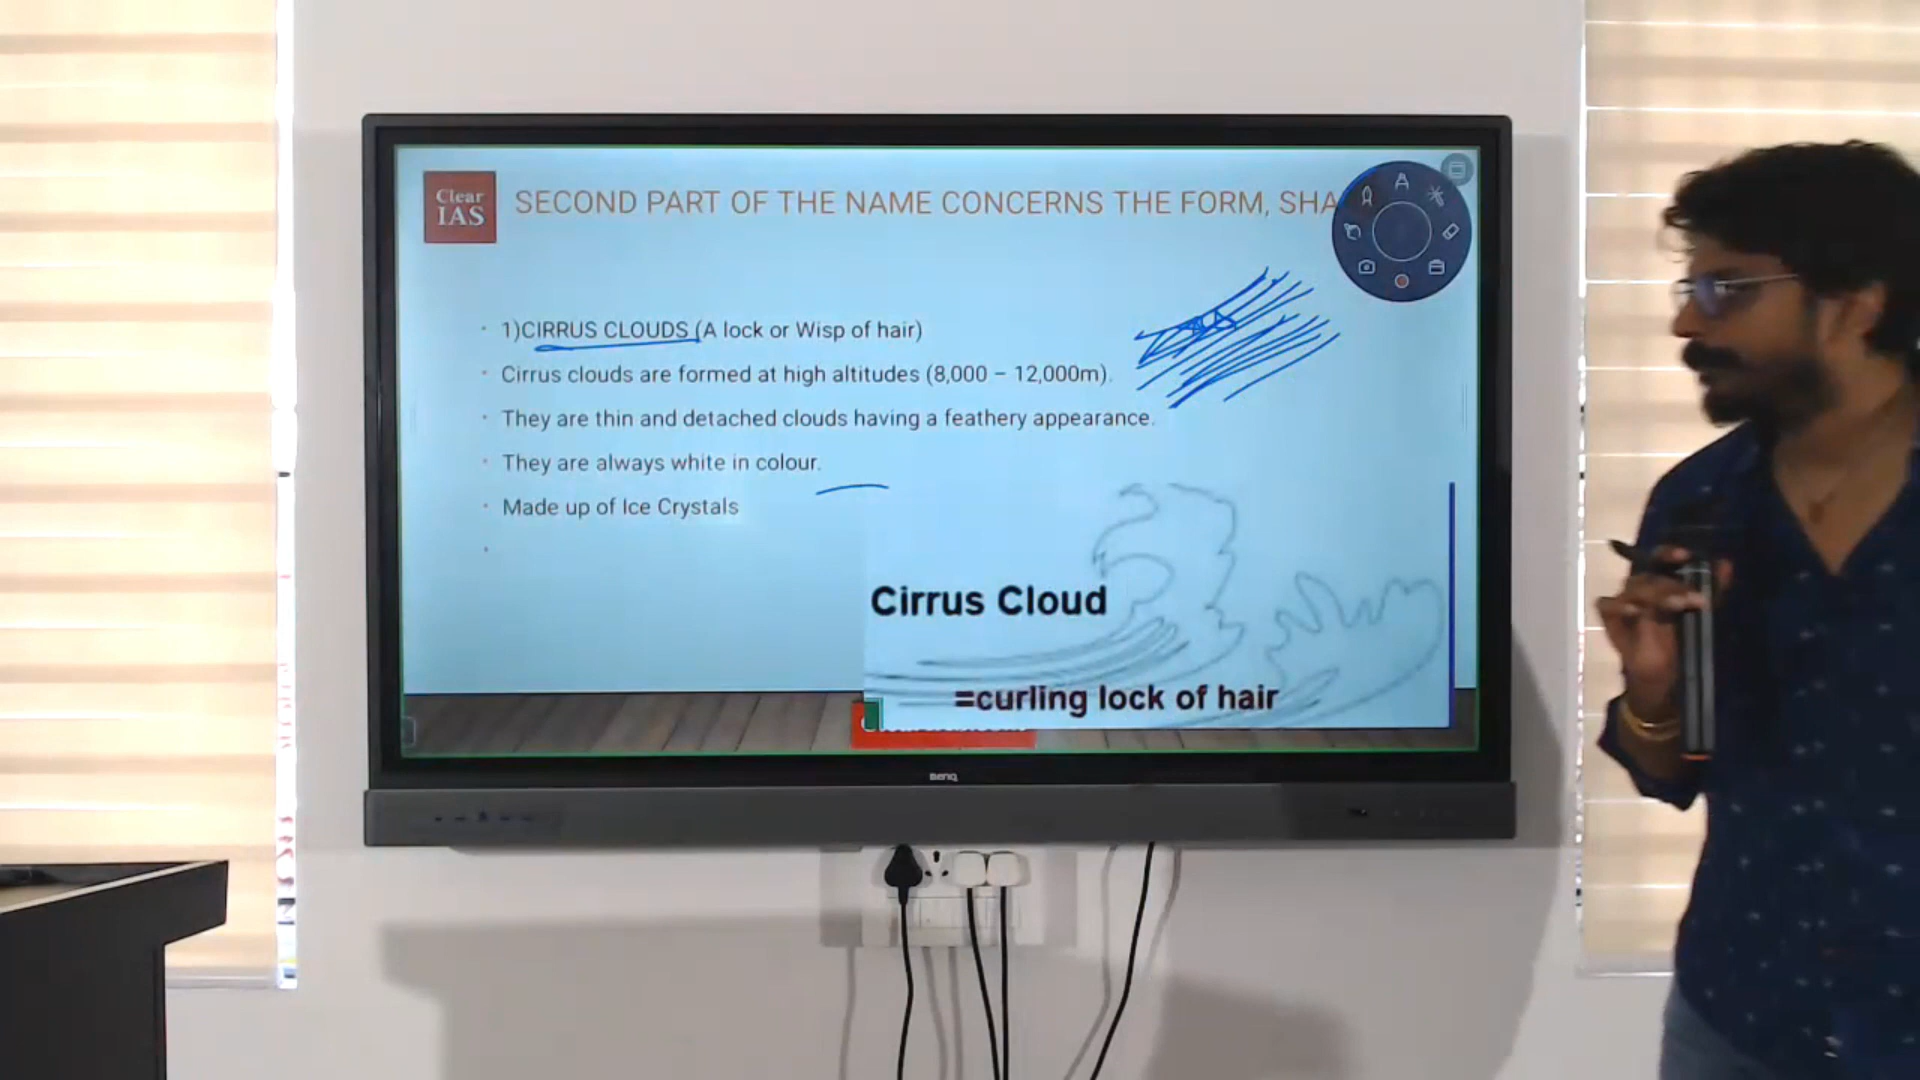 Clear
IAS
SECOND PART OF THE NAME CONCERNS THE FORM, SHA
1)CIRRUS CLOUDS (A lock or Wisp of hair)
Cirrus clouds are formed at high altitudes (8,000 – 12,000m).
They are thin and detached clouds having a feathery appearance.
They are always white in colour.
Made up of Ice Crystals
Cirrus Cloud
=curling lock of hair
BenQ